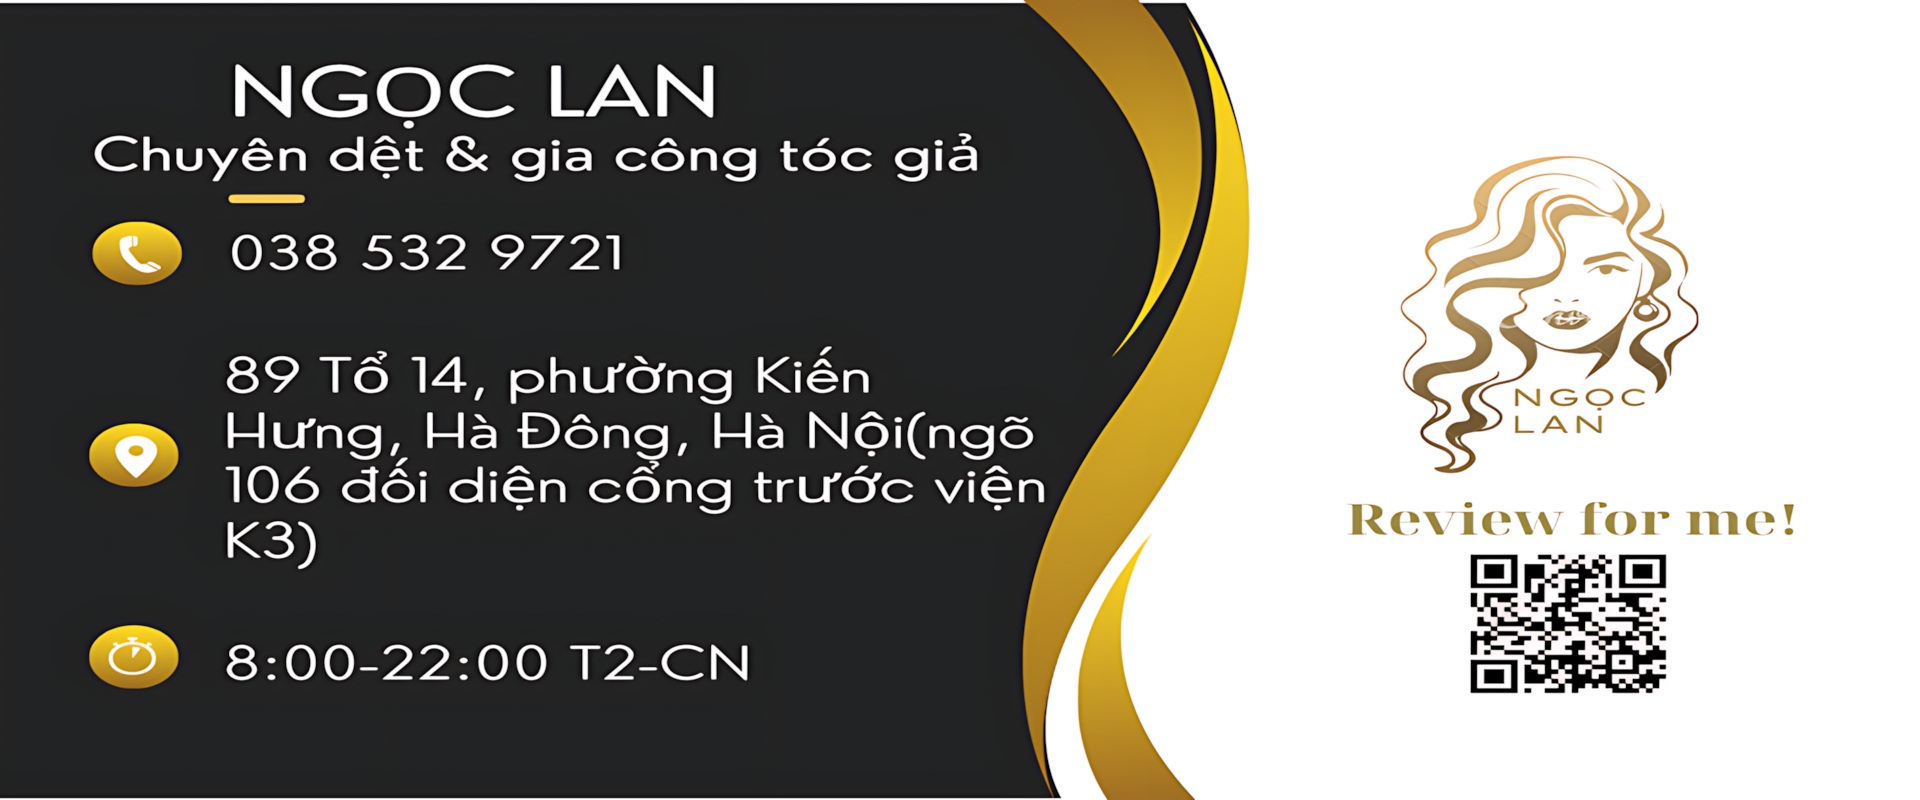 NGỌC LAN
Chuyên dệt & gia công tóc giả
038 532 9721
89 Tổ 14, phường Kiến
Hưng, Hà Đông, Hà Nội(ngõ
106 đối diện cổng trước viện
K3)
8:00-22:00 T2-CN
NGỌC
LAN
Review for me!